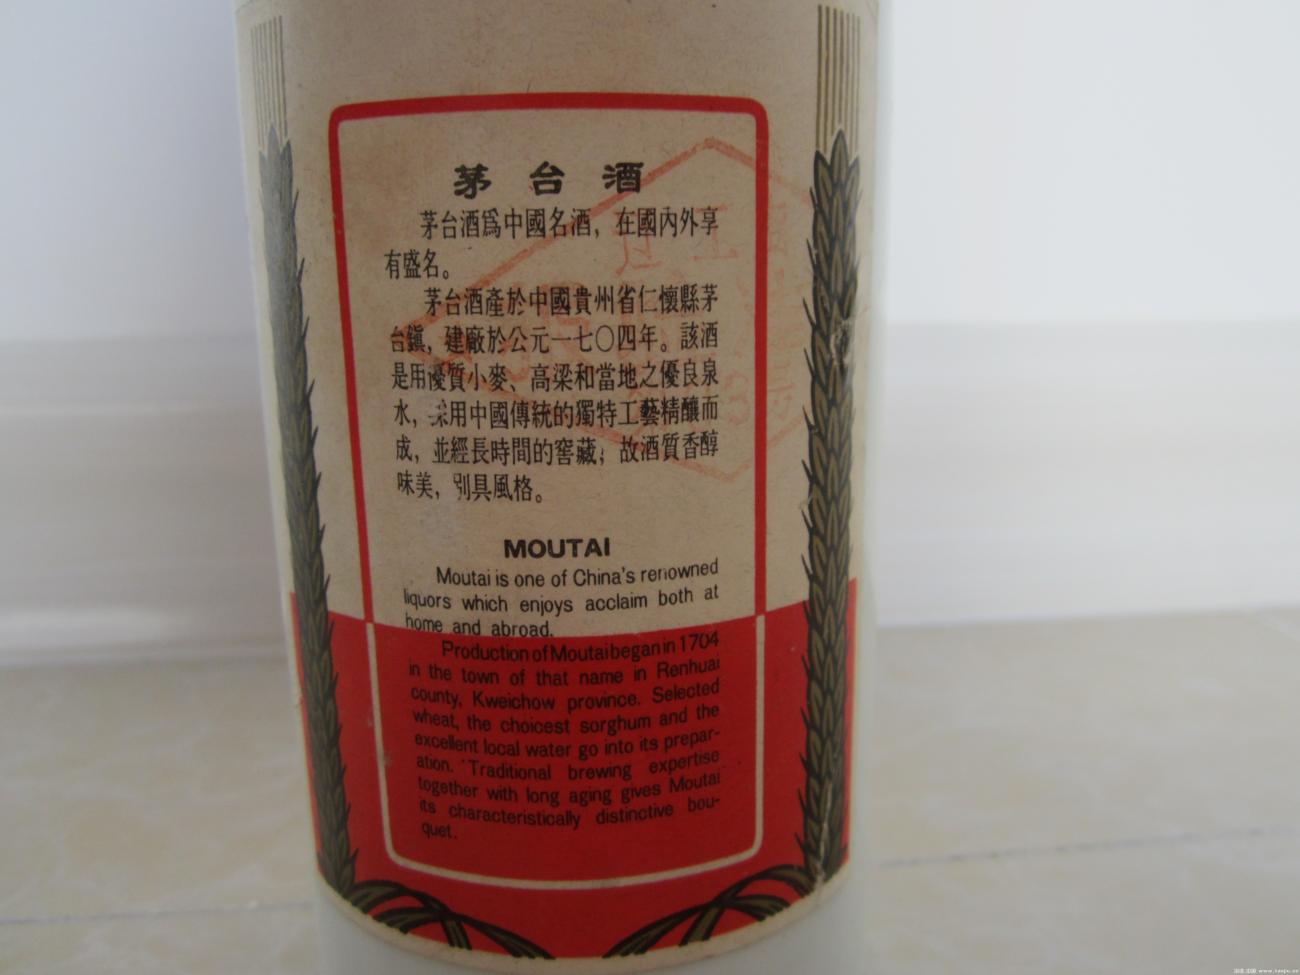 茅台酒
茅台酒爲中國名酒，在國內外享
有盛名。
茅台酒產於中國貴州省仁懷縣茅
台鎮，建廠於公元一七〇四年。該酒
是用優質小麥、高梁和當地之優良泉
水，采用中國傳統的獨特工藝精釀而
成，並經長時間的窖藏；故酒質香醇
味美，別具風格。
MOUTAI
Moutai is one of China's renowned
liquors which enjoys acclaim both at
home and abroad.
Production of Moutai began in 1704
in the town of that name in Renhuai
county, Kweichow province. Selected
wheat, the choicest sorghum and the
excellent local water go into its prepar-
ation. Traditional brewing expertise
together with long aging gives Moutai
its characteristically distinctive bou-
quet.